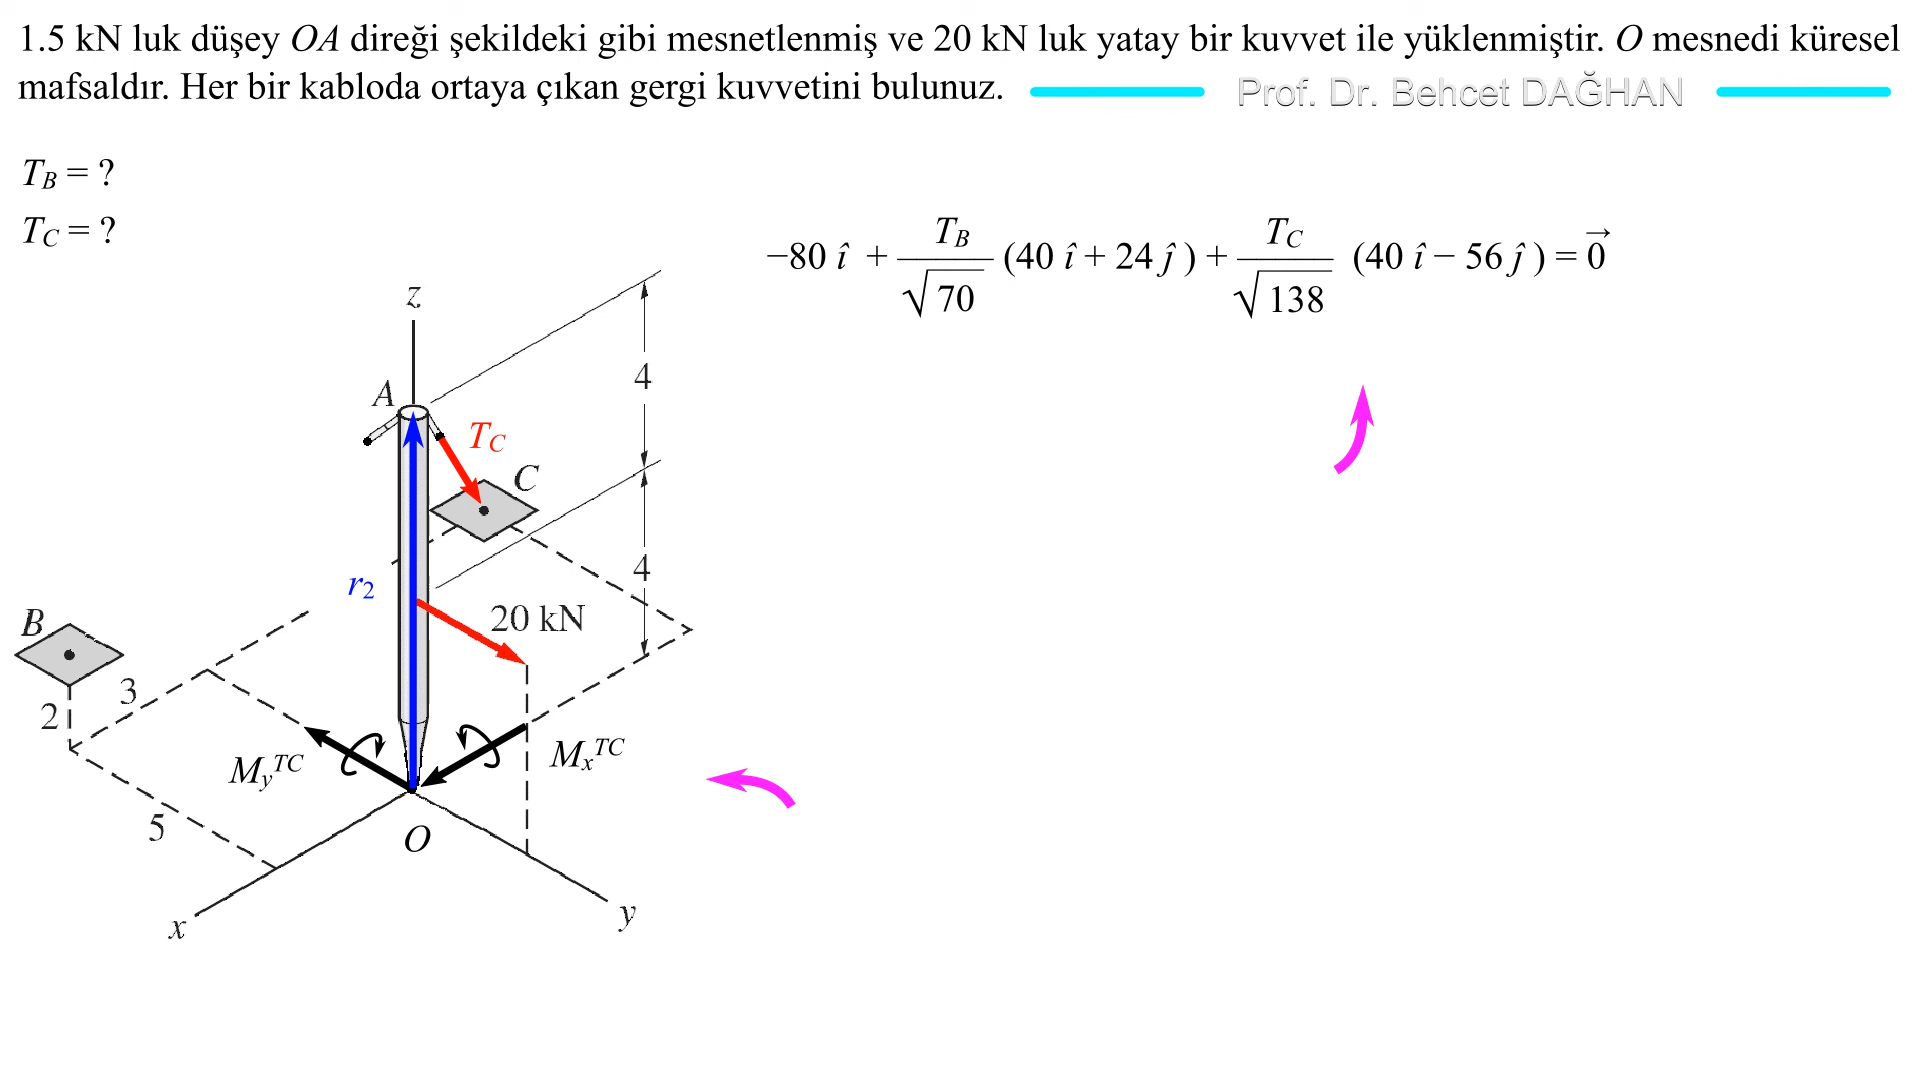 1.5 kN luk düşey OA direği şekildeki gibi mesnetlenmiş ve 20 kN luk yatay bir kuvvet ile yüklenmiştir. O mesnedi küresel
mafsaldır. Her bir kabloda ortaya çıkan gergi kuvvetini bulunuz.
Prof. Dr. Behcet DAĞHAN
T_B = ?
T_C = ?
−80 î + T_B/√70 (40 î + 24 ĵ) + T_C/√138 (40 î − 56 ĵ) = 0⃗
z
4
A
T_C
C
4
r_2
20 kN
B
3
2
M_y^TC
M_x^TC
5
O
x
y